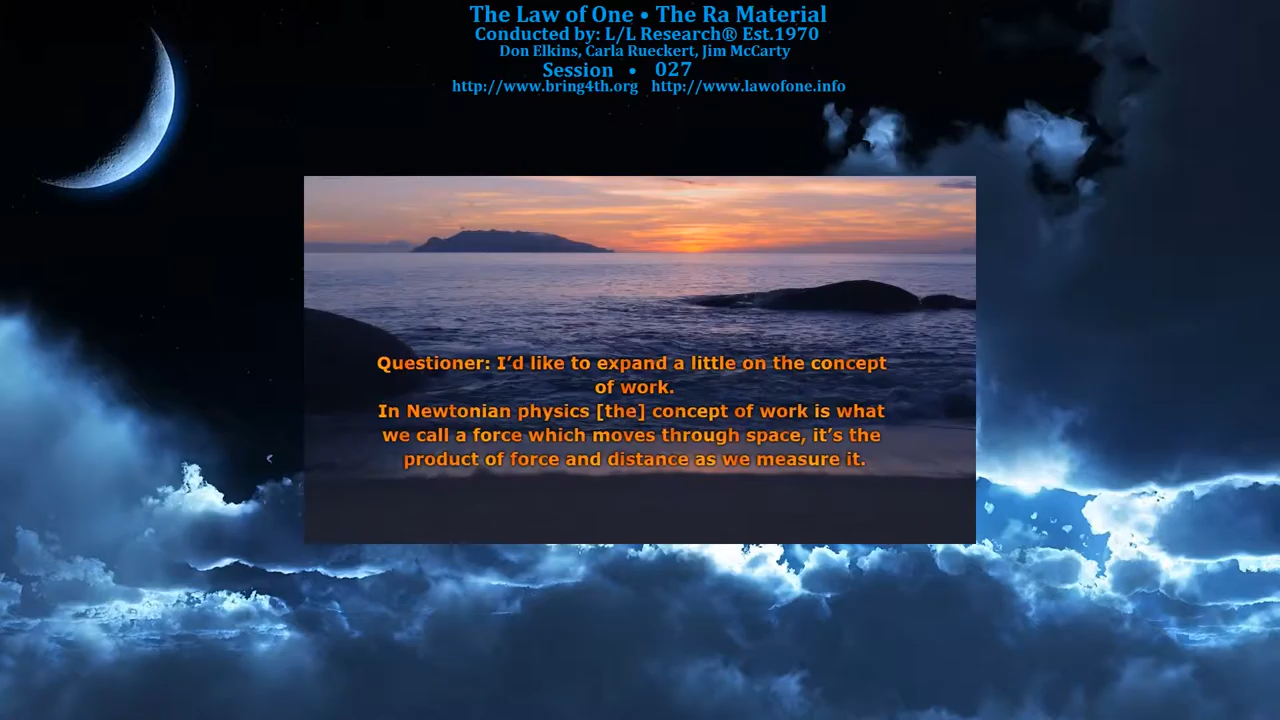 The Law of One • The Ra Material
Conducted by: L/L Research® Est.1970
Don Elkins, Carla Rueckert, Jim McCarty
Session • 027
http://www.bring4th.org http://www.lawofone.info
Questioner: I’d like to expand a little on the concept
of work.
In Newtonian physics [the] concept of work is what
we call a force which moves through space, it’s the
product of force and distance as we measure it.